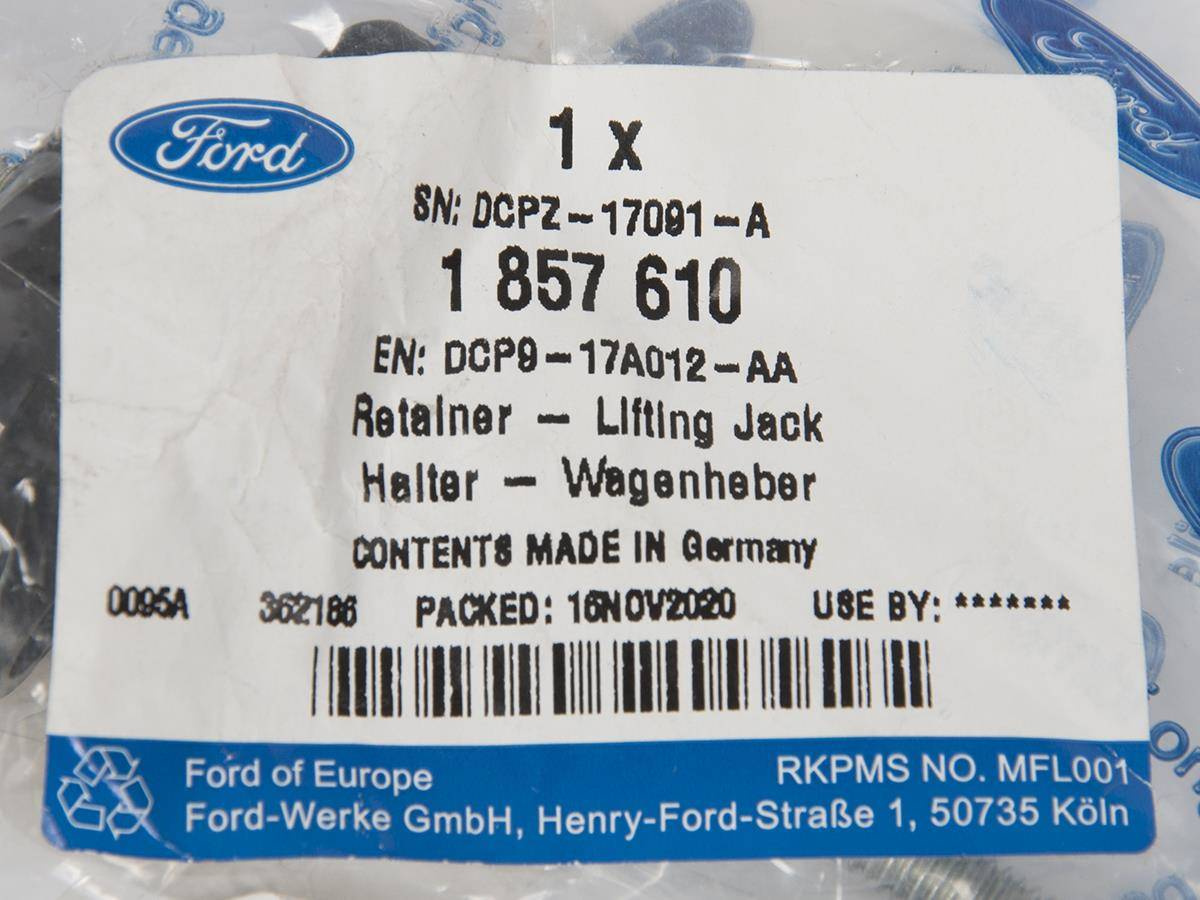 Ford
1 x
SN: DCPZ-17091-A
1 857 610
EN: DCP9-17A012-AA
Retainer - Lifting Jack
Halter - Wagenheber
CONTENTS MADE IN Germany
0095A 362186 PACKED: 16NOV2020 USE BY: *******
Ford of Europe RKPMS NO. MFL001
Ford-Werke GmbH, Henry-Ford-Straße 1, 50735 Köln
Ford